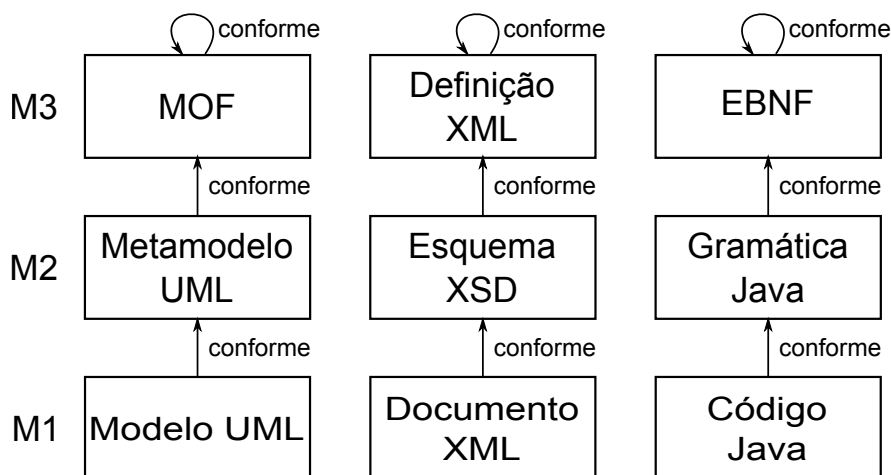 conforme conforme conforme
M3 MOF Definição XML EBNF
conforme conforme conforme
M2 Metamodelo UML Esquema XSD Gramática Java
conforme conforme conforme
M1 Modelo UML Documento XML Código Java